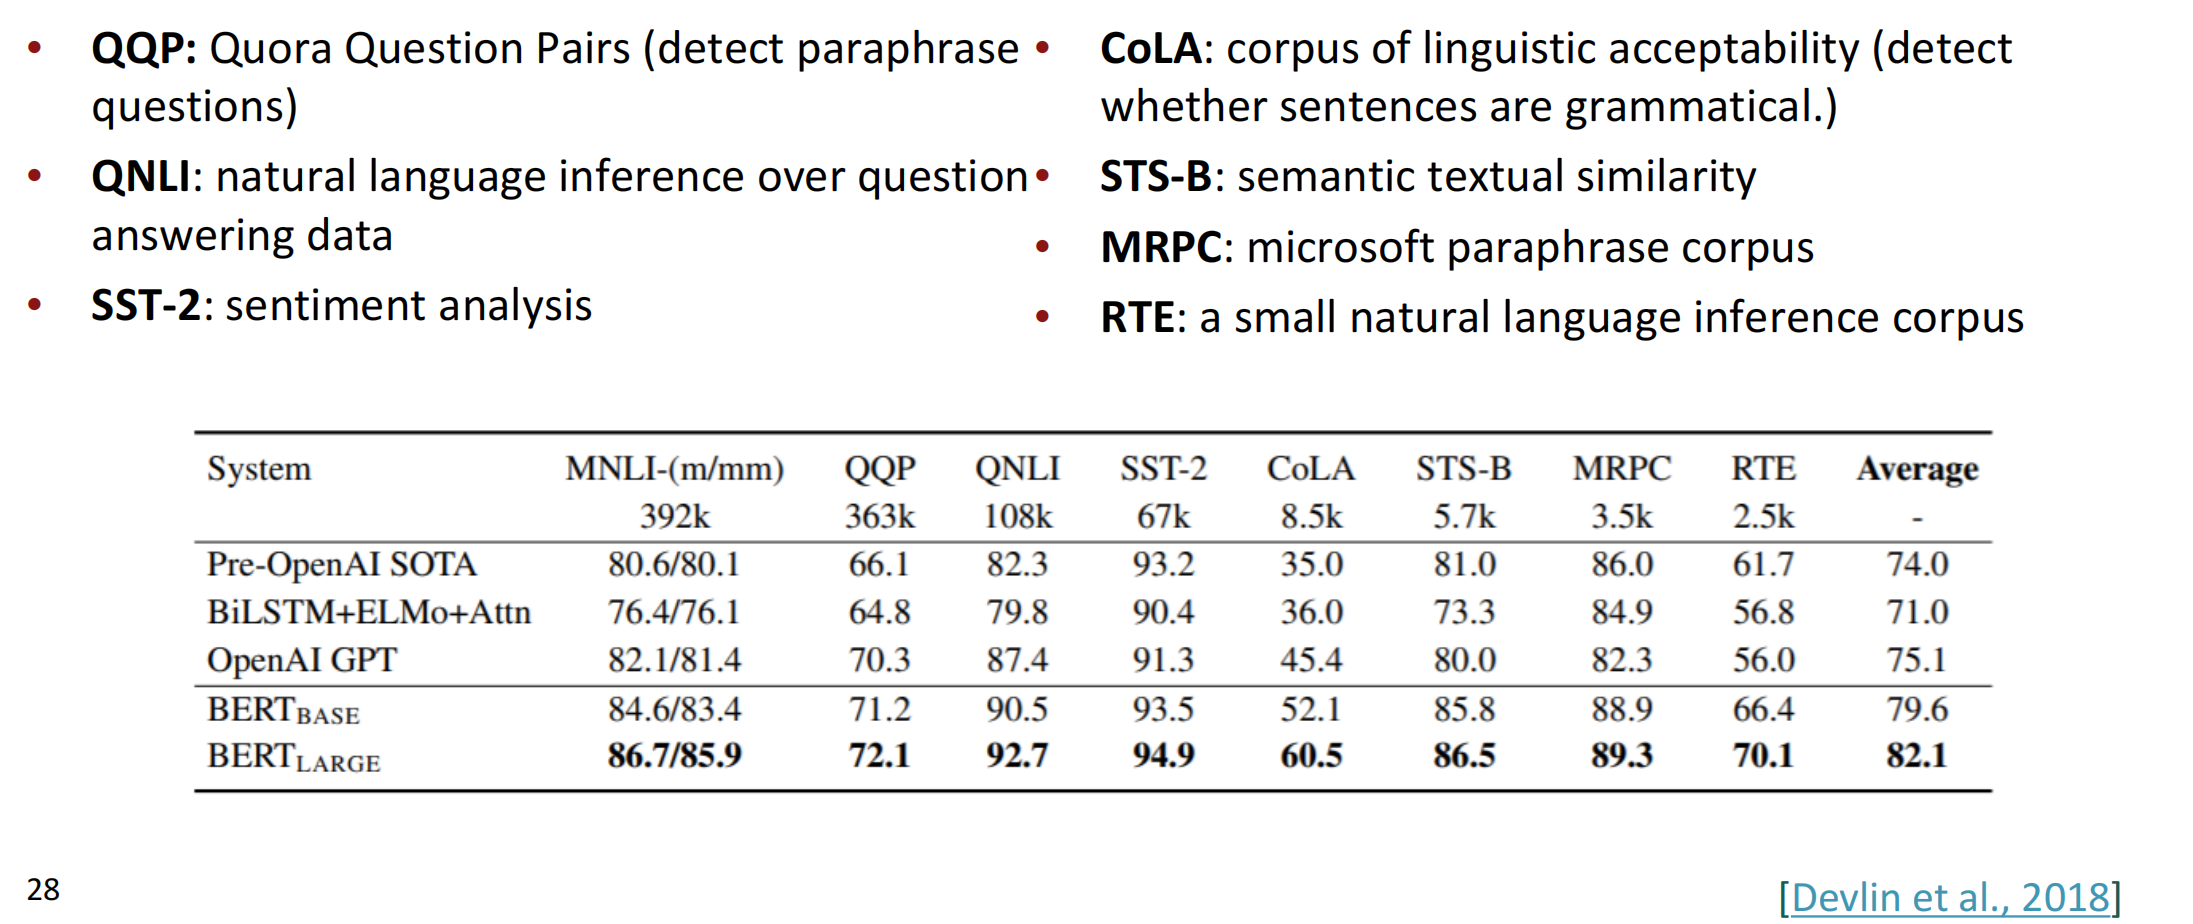 • QQP: Quora Question Pairs (detect paraphrase
questions)
• QNLI: natural language inference over question
answering data
• SST-2: sentiment analysis
• CoLA: corpus of linguistic acceptability (detect
whether sentences are grammatical.)
• STS-B: semantic textual similarity
• MRPC: microsoft paraphrase corpus
• RTE: a small natural language inference corpus
System MNLI-(m/mm) QQP QNLI SST-2 CoLA STS-B MRPC RTE Average
392k 363k 108k 67k 8.5k 5.7k 3.5k 2.5k -
Pre-OpenAI SOTA 80.6/80.1 66.1 82.3 93.2 35.0 81.0 86.0 61.7 74.0
BiLSTM+ELMo+Attn 76.4/76.1 64.8 79.8 90.4 36.0 73.3 84.9 56.8 71.0
OpenAI GPT 82.1/81.4 70.3 87.4 91.3 45.4 80.0 82.3 56.0 75.1
BERTBASE 84.6/83.4 71.2 90.5 93.5 52.1 85.8 88.9 66.4 79.6
BERTLARGE 86.7/85.9 72.1 92.7 94.9 60.5 86.5 89.3 70.1 82.1
28
[Devlin et al., 2018]